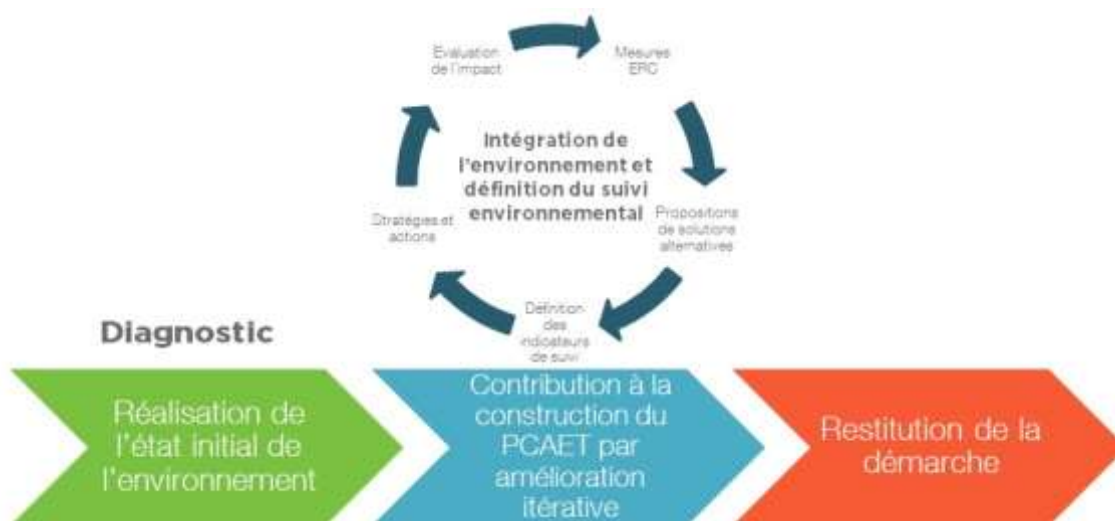 Evaluation
de l'impact
Mesures
ERC
Intégration de
l'environnement et
définition du suivi
environnemental
Propositions
de solutions
alternatives
Stratégies et
actions
Définition
des
indicateurs
de suivi
Diagnostic
Réalisation de
l'état initial de
l'environnement
Contribution à la
construction du
PCAET par
amélioration
itérative
Restitution de la
démarche